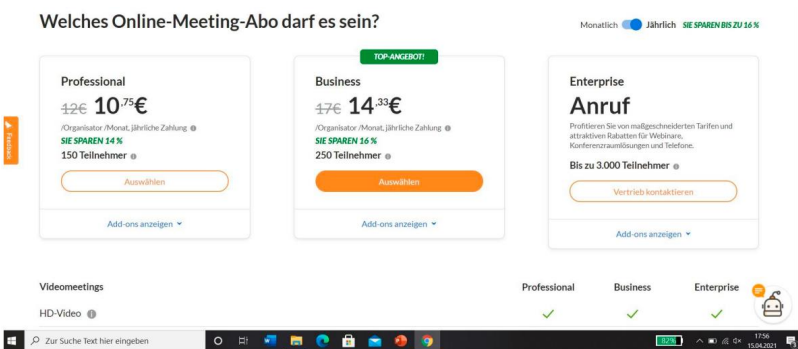 Welches Online-Meeting-Abo darf es sein?
Monatlich Jährlich SIE SPAREN BIS ZU 16 %
TOP-ANGEBOT!
Professional
12€ 10,75€
/Organisator /Monat, jährliche Zahlung
SIE SPAREN 14 %
150 Teilnehmer
Auswählen
Add-ons anzeigen
Business
17€ 14,33€
/Organisator /Monat, jährliche Zahlung
SIE SPAREN 16 %
250 Teilnehmer
Auswählen
Add-ons anzeigen
Enterprise
Anruf
Profitieren Sie von maßgeschneiderten Tarifen und
attraktiven Rabatten für Webinare,
Konferenzraumlösungen und Telefone.
Bis zu 3.000 Teilnehmer
Vertrieb kontaktieren
Add-ons anzeigen
Feedback
Videomeetings Professional Business Enterprise
HD-Video
Zur Suche Text hier eingeben
82%
17:56
15.04.2021